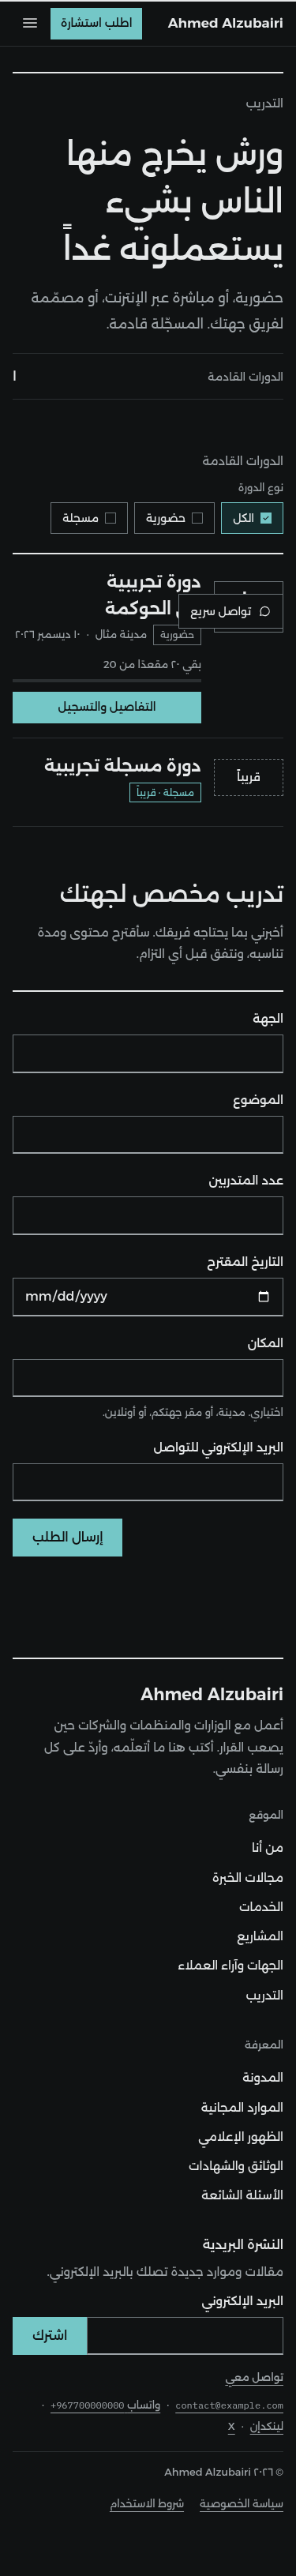 Ahmed Alzubairi
اطلب استشارة
التدريب
ورش يخرج منها
الناس بشيء
يستعملونه غداً
حضورية، أو مباشرة عبر الإنترنت، أو مصمّمة
لفريق جهتك. المسجّلة قادمة.
الدورات القادمة
١
الدورات القادمة
نوع الدورة
الكل
حضورية
مسجلة
دورة تجريبية
الحوكمة
تواصل سريع
حضورية
مدينة مثال · ١٠ ديسمبر ٢٠٢٦
بقي ٢٠ مقعدًا من 20
التفاصيل والتسجيل
قريباً
دورة مسجلة تجريبية
مسجلة · قريباً
تدريب مخصص لجهتك
أخبرني بما يحتاجه فريقك. سأقترح محتوى ومدة
تناسبه، ونتفق قبل أي التزام.
الجهة
الموضوع
عدد المتدربين
التاريخ المقترح
mm/dd/yyyy
المكان
اختياري. مدينة، أو مقر جهتكم، أو أونلاين.
البريد الإلكتروني للتواصل
إرسال الطلب
Ahmed Alzubairi
أعمل مع الوزارات والمنظمات والشركات حين
يصعب القرار. أكتب هنا ما أتعلّمه، وأردّ على كل
رسالة بنفسي.
الموقع
من أنا
مجالات الخبرة
الخدمات
المشاريع
الجهات وآراء العملاء
التدريب
المعرفة
المدونة
الموارد المجانية
الظهور الإعلامي
الوثائق والشهادات
الأسئلة الشائعة
النشرة البريدية
مقالات وموارد جديدة تصلك بالبريد الإلكتروني.
البريد الإلكتروني
اشترك
تواصل معي
contact@example.com · واتساب +967700000000 ·
لينكدإن · X
© ٢٠٢٦ Ahmed Alzubairi
سياسة الخصوصية
شروط الاستخدام